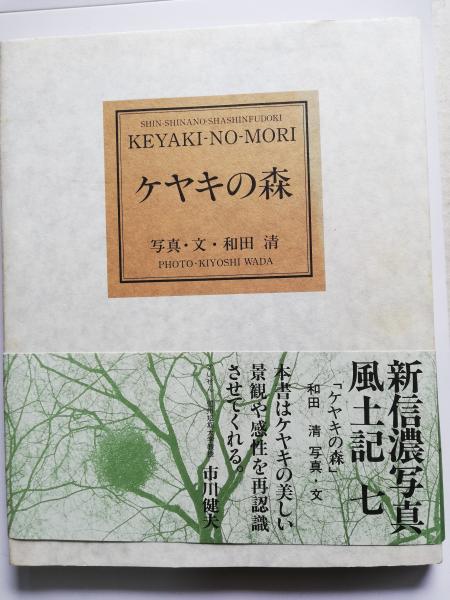 SHIN-SHINANO-SHASHINFUDOKI
KEYAKI-NO-MORI
ケヤキの森
写真・文・和田 清
PHOTO-KIYOSHI WADA
新信濃写真
風土記 七
「ケヤキの森」
和田 清 写真・文
本書はケヤキの美しい
景観や感性を再認識
させてくれる。
市川健夫